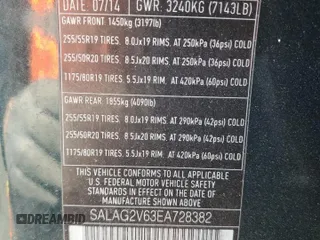 07/14 GWR: 3240KG (7143LB)
GAWR FRONT: 1450kg (3197lb)
255/55R19 TIRES. 8.0Jx19 RIMS. AT 250kPa (36psi) COLD
255/50R20 TIRES. 8.5Jx20 RIMS. AT 250kPa (36psi) COLD
T175/80R19 TIRES. 5.5Jx19 RIM. AT 420kPa (60psi) COLD
GAWR REAR: 1855kg (4090lb)
255/55R19 TIRES. 8.0Jx19 RIMS. AT 290kPa (42psi) COLD
255/50R20 TIRES. 8.5Jx20 RIMS. AT 290kPa (42psi) COLD
T175/80R19 TIRES. 5.5Jx19 RIM. AT 420kPa (60psi) COLD
THIS VEHICLE CONFORMS TO ALL APPLICABLE
U.S. FEDERAL MOTOR VEHICLE SAFETY AND
BUMPER STANDARDS IN EFFECT ON THE DATE
OF MANUFACTURE SHOWN ABOVE.
SALAG2V63EA728382
BIDFAX